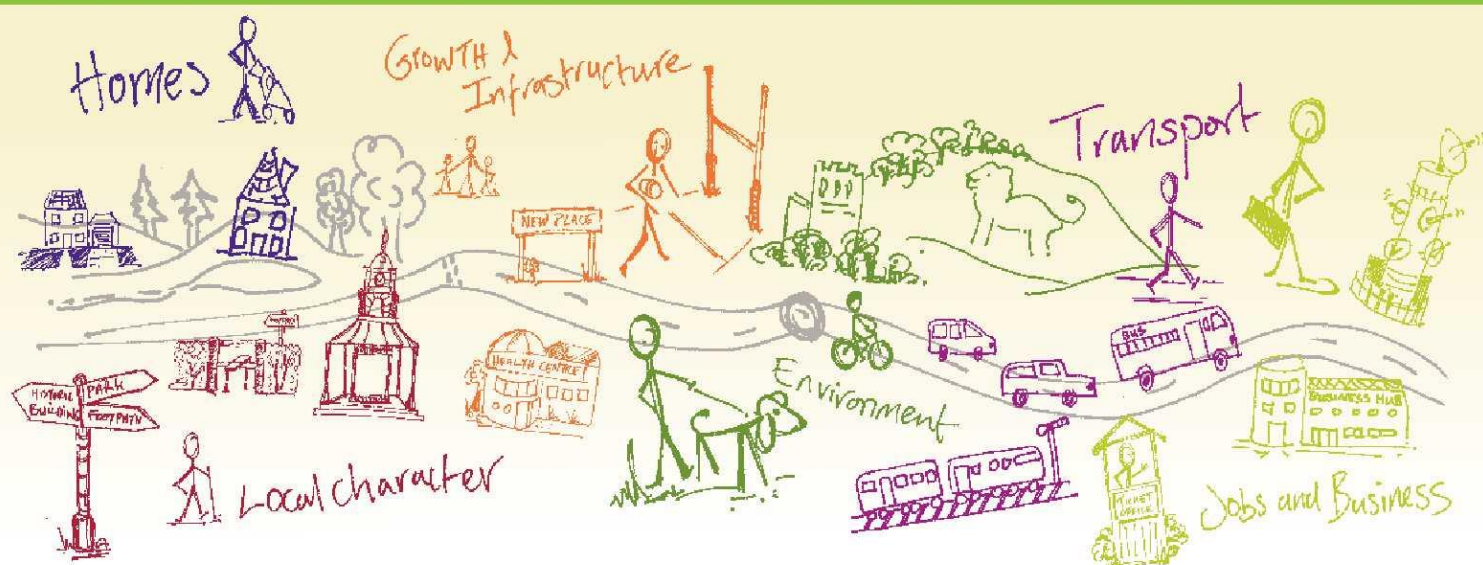 Homes
Growth &
Infrastructure
Transport
NEW PLACE
BUS
HEALTH CENTRE
Environment
BUSINESS HUB
HISTORIC
BUILDING
PARK
FOOTPATH
Local character
TICKET
OFFICE
Jobs and Business